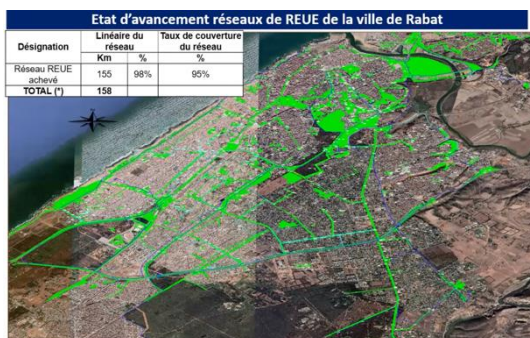 Etat d'avancement réseaux de REUE de la ville de Rabat
Désignation Linéaire du réseau Taux de couverture du réseau
Km % %
Réseau REUE achevé 155 98% 95%
TOTAL (*) 158